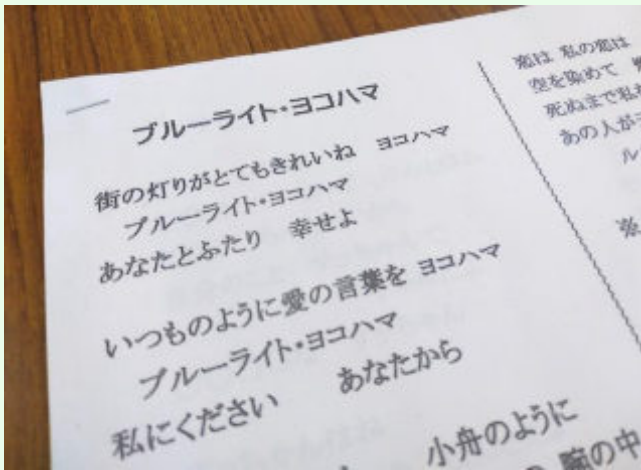 ブルーライト・ヨコハマ
街の灯りがとてもきれいね ヨコハマ
ブルーライト・ヨコハマ
あなたとふたり 幸せよ
いつものように愛の言葉を ヨコハマ
ブルーライト・ヨコハマ
私にください あなたから
小舟のように
腕の中
恋は 私の恋は
空を染めて
死ぬまで私
あの人が
ル
※